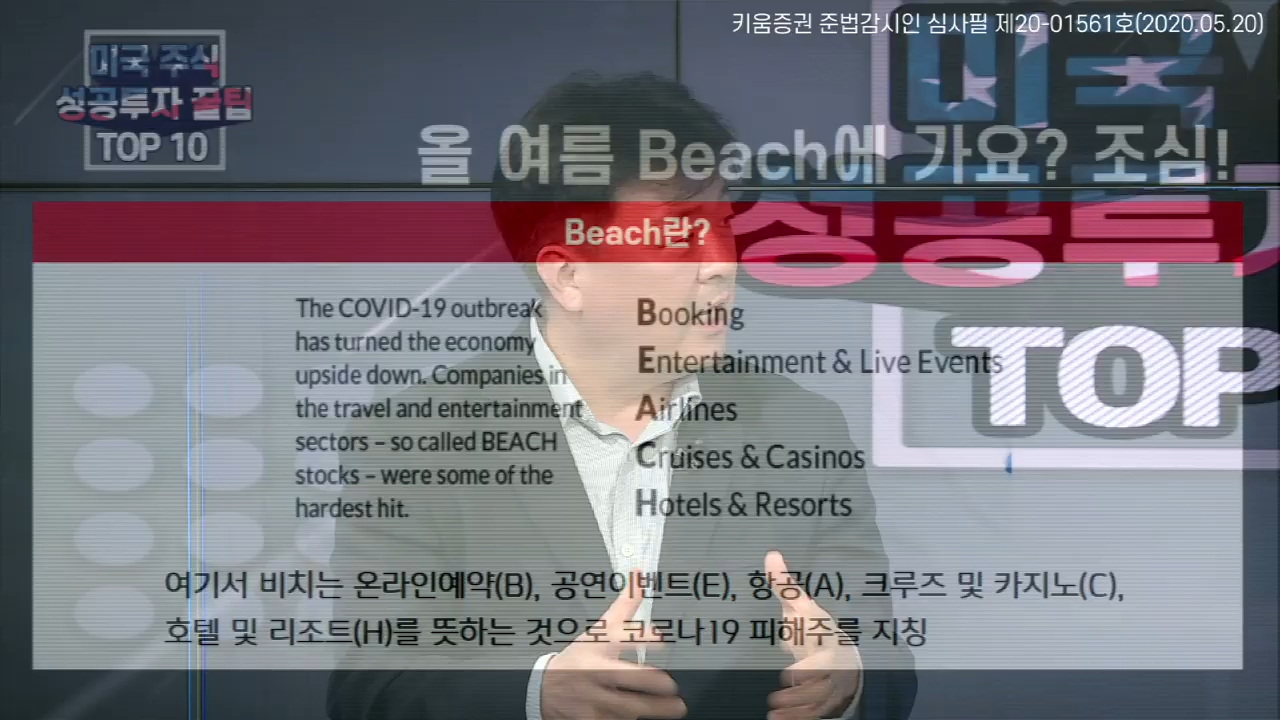 키움증권 준법감시인 심사필 제20-01561호(2020.05.20)
미국 주식
성공투자 꿀팁
TOP 10
올 여름 Beach에 가요? 조심!
Beach란?
The COVID-19 outbreak
has turned the economy
upside down. Companies in
the travel and entertainment
sectors – so called BEACH
stocks – were some of the
hardest hit.
Booking
Entertainment & Live Events
Airlines
Cruises & Casinos
Hotels & Resorts
여기서 비치는 온라인예약(B), 공연이벤트(E), 항공(A), 크루즈 및 카지노(C),
호텔 및 리조트(H)를 뜻하는 것으로 코로나19 피해주를 지칭
미국
성공투
TOP